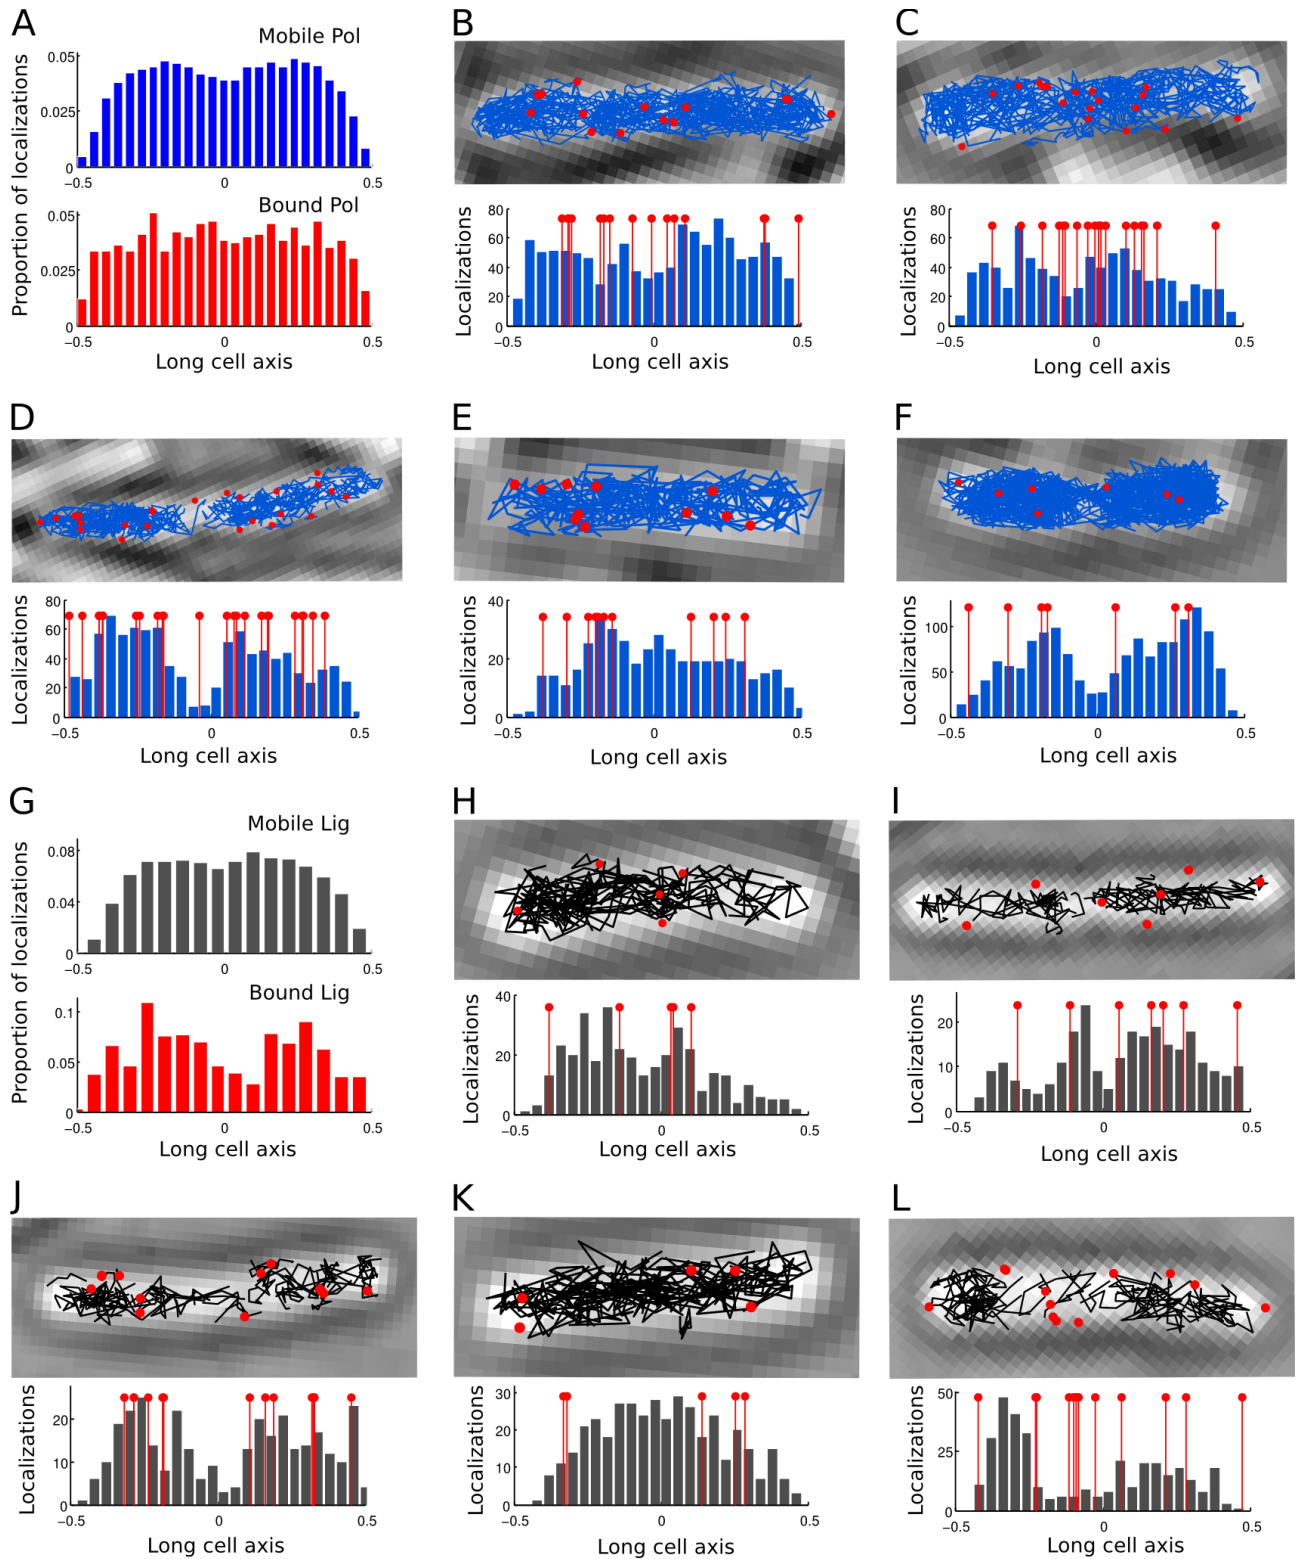 A
Mobile Pol
Proportion of localizations
0.05
0.025
0
−0.5
0
0.5
Bound Pol
0.05
0.025
0
−0.5
0
0.5
Long cell axis
B
Localizations
80
60
40
20
0
−0.5
0
0.5
Long cell axis
C
Localizations
80
60
40
20
0
−0.5
0
0.5
Long cell axis
D
Localizations
80
60
40
20
0
−0.5
0
0.5
Long cell axis
E
Localizations
40
20
0
−0.5
0
0.5
Long cell axis
F
Localizations
100
50
0
−0.5
0
0.5
Long cell axis
G
Mobile Lig
Proportion of localizations
0.08
0.04
0
−0.5
0
0.5
Bound Lig
0.1
0.05
0
−0.5
0
0.5
Long cell axis
H
Localizations
40
20
0
−0.5
0
0.5
Long cell axis
I
Localizations
20
10
0
−0.5
0
0.5
Long cell axis
J
Localizations
20
10
0
−0.5
0
0.5
Long cell axis
K
Localizations
30
20
10
0
−0.5
0
0.5
Long cell axis
L
Localizations
50
25
0
−0.5
0
0.5
Long cell axis